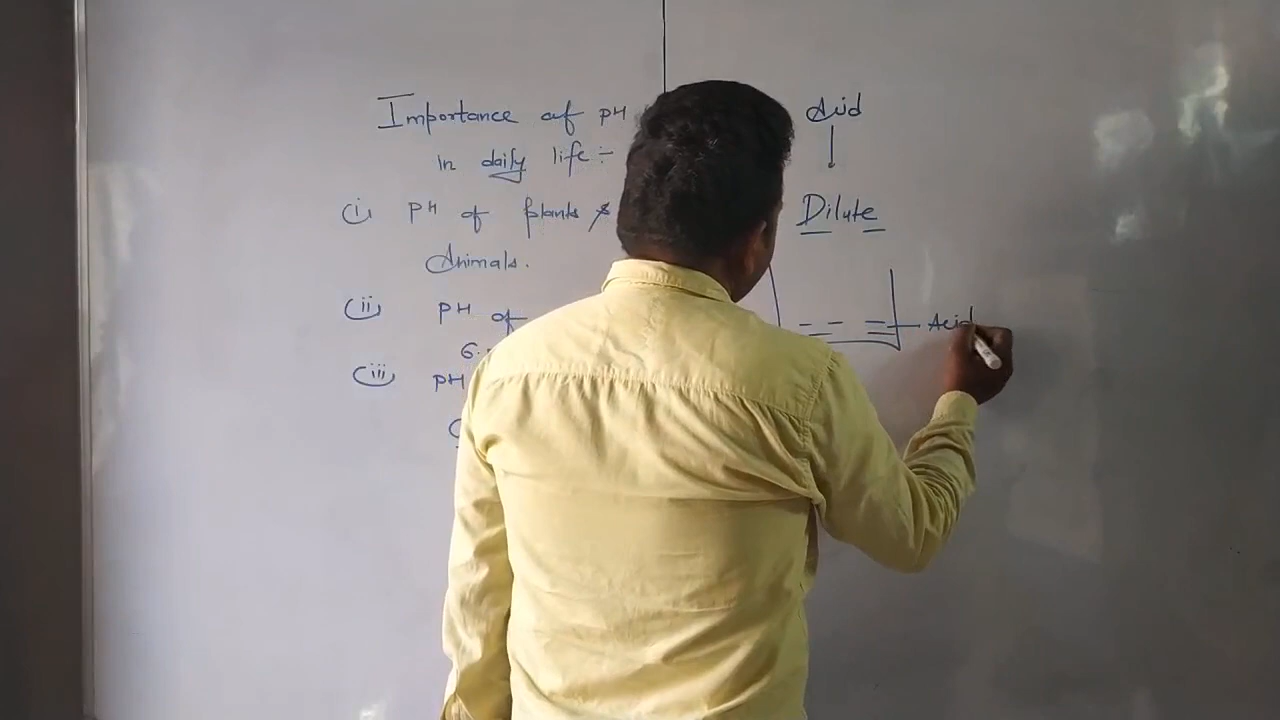 Importance of pH
in daily life ÷
(i) pH of plants &
Animals.
(ii) pH of
6.
(iii) pH
Acid
Dilute
Acid